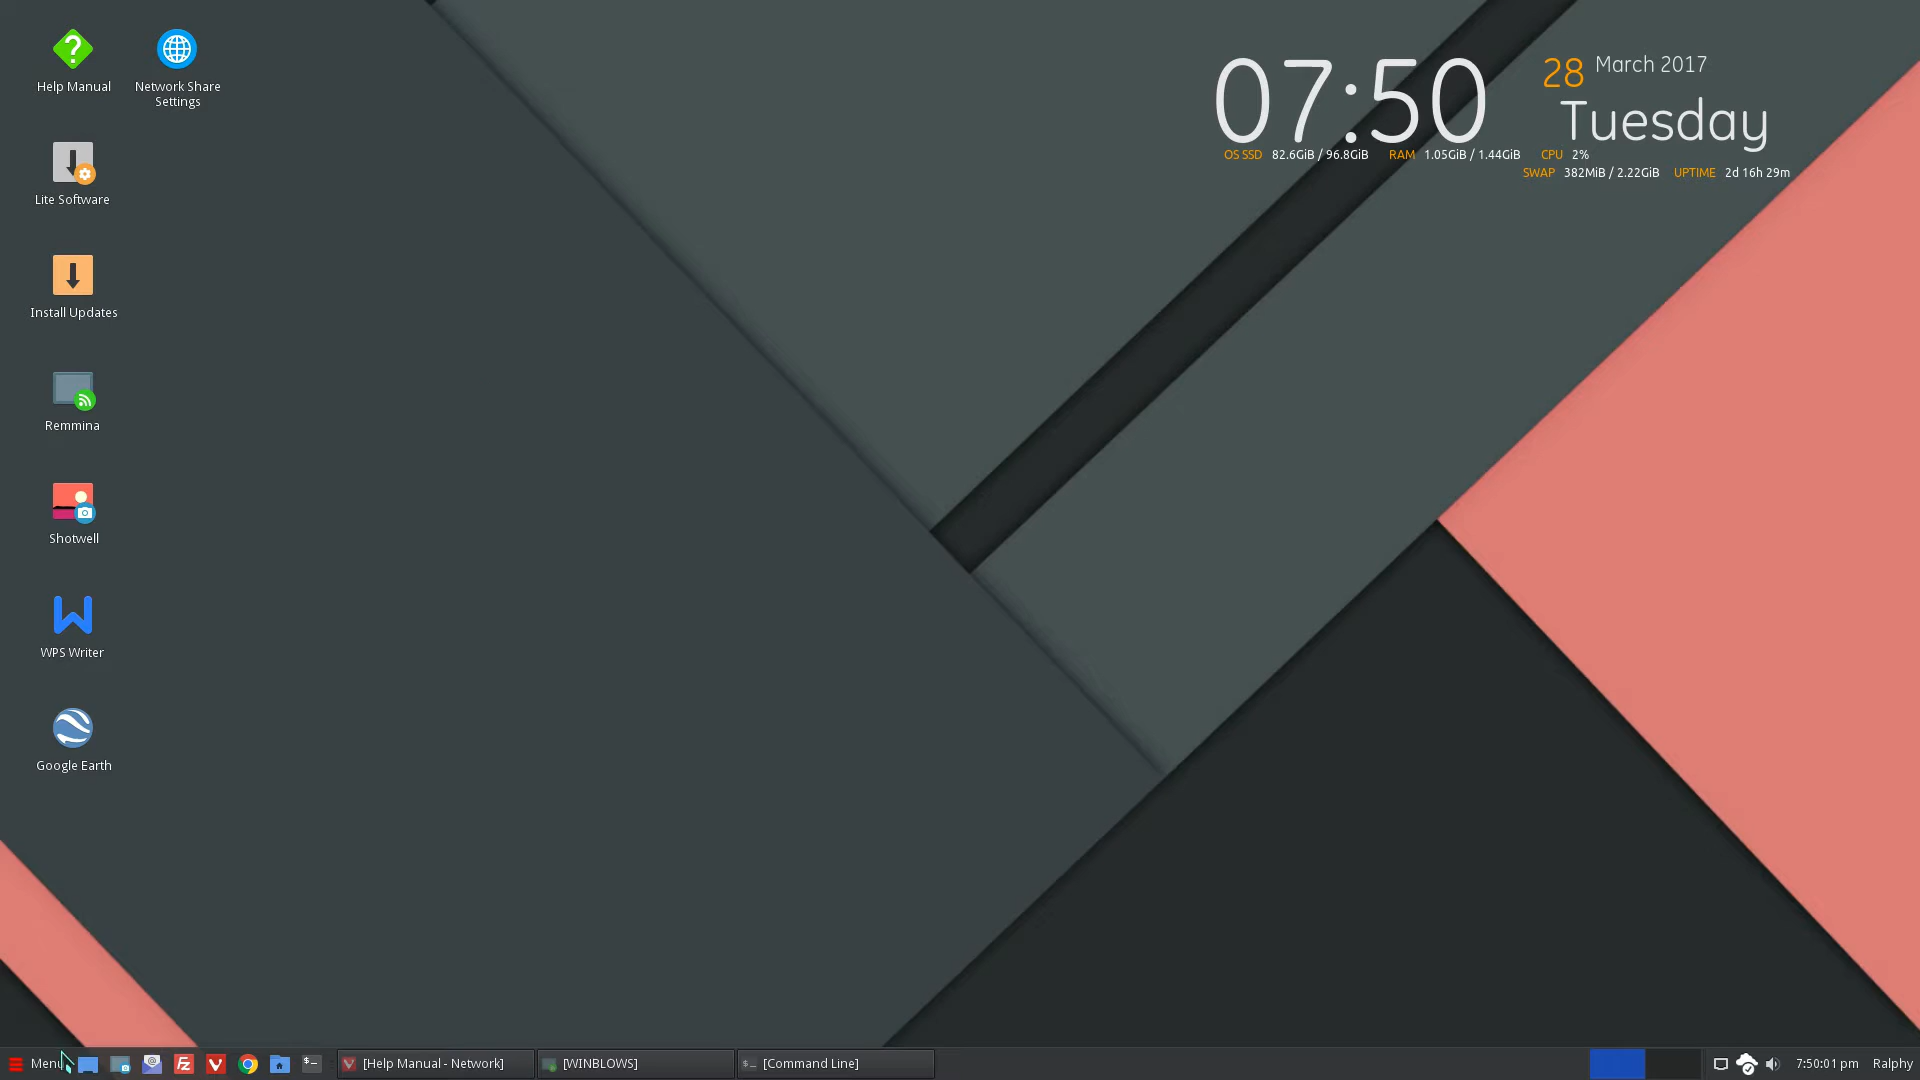 Help Manual
Network Share
Settings
Lite Software
Install Updates
Remmina
Shotwell
WPS Writer
Google Earth
07:50
28 March 2017
Tuesday
OS SSD 82.6GiB / 96.8GiB RAM 1.05GiB / 1.44GiB CPU 2%
SWAP 382MiB / 2.22GiB UPTIME 2d 16h 29m
Menu
[Help Manual - Network]
[WINBLOWS]
[Command Line]
7:50:01 pm
Ralphy